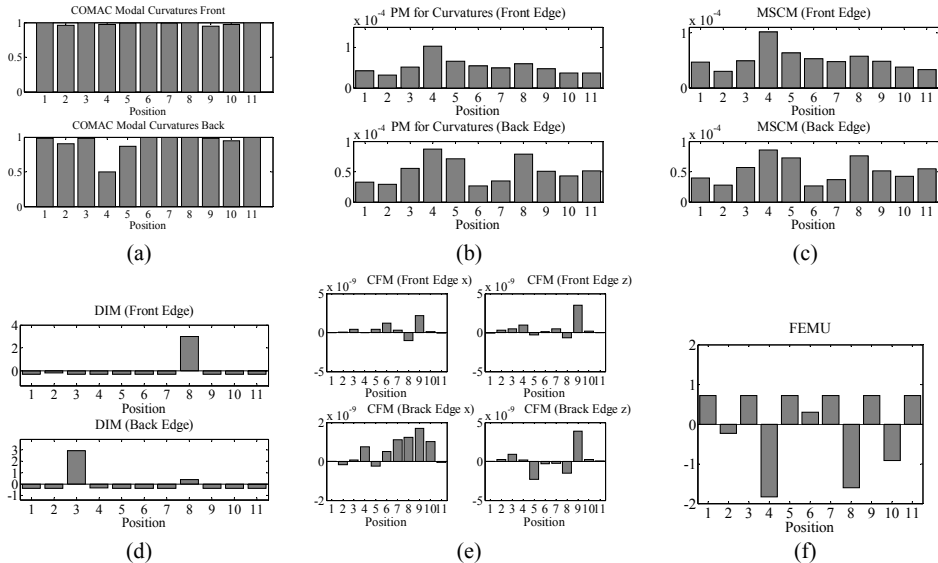 COMAC Modal Curvatures Front
1
0.5
0
1 2 3 4 5 6 7 8 9 10 11
Position
COMAC Modal Curvatures Back
1
0.5
0
1 2 3 4 5 6 7 8 9 10 11
Position
(a)
x 10^-4 PM for Curvatures (Front Edge)
1
0.5
0
1 2 3 4 5 6 7 8 9 10 11
Position
x 10^-4 PM for Curvatures (Back Edge)
1
0.5
0
1 2 3 4 5 6 7 8 9 10 11
Position
(b)
x 10^-4 MSCM (Front Edge)
1
0.5
0
1 2 3 4 5 6 7 8 9 10 11
Position
x 10^-4 MSCM (Back Edge)
1
0.5
0
1 2 3 4 5 6 7 8 9 10 11
Position
(c)
DIM (Front Edge)
4
2
0
1 2 3 4 5 6 7 8 9 10 11
Position
DIM (Back Edge)
3
2
1
0
-1
1 2 3 4 5 6 7 8 9 10 11
Position
(d)
x 10^-9 CFM (Front Edge x)
5
0
-5
1 2 3 4 5 6 7 8 9 10 11
Position
x 10^-9 CFM (Front Edge z)
5
0
-5
1 2 3 4 5 6 7 8 9 10 11
Position
x 10^-9 CFM (Brack Edge x)
2
0
-2
1 2 3 4 5 6 7 8 9 10 11
Position
x 10^-9 CFM (Brack Edge z)
5
0
-5
1 2 3 4 5 6 7 8 9 10 11
Position
(e)
FEMU
2
1
0
-1
-2
1 2 3 4 5 6 7 8 9 10 11
Position
(f)